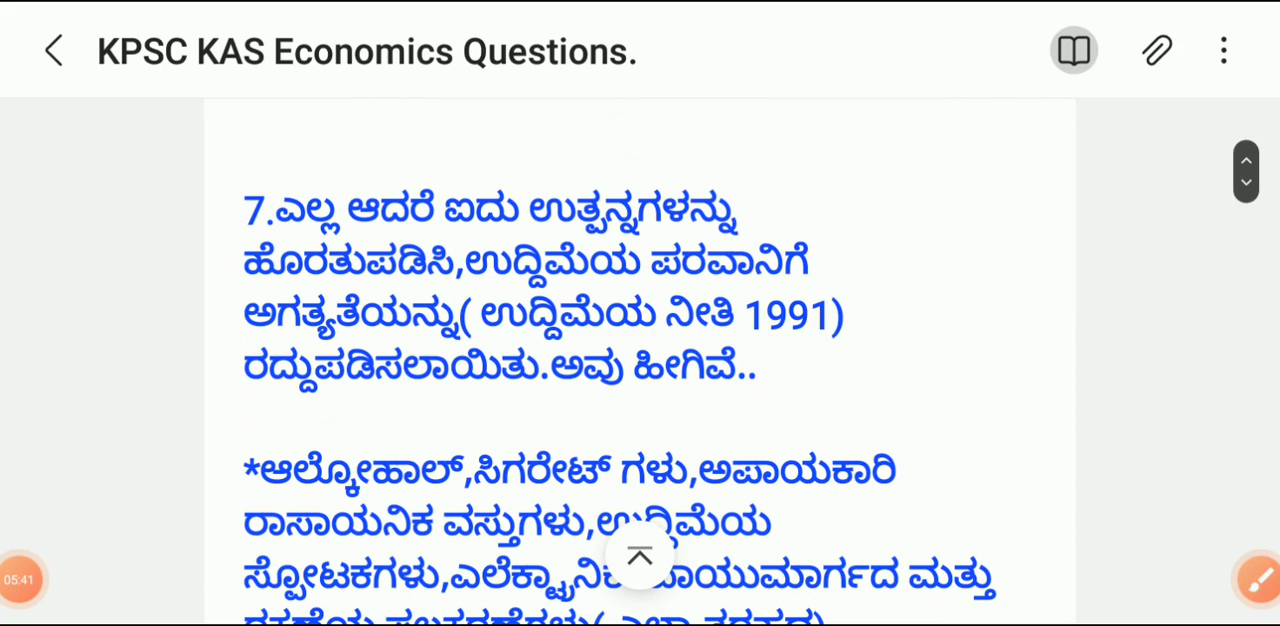 KPSC KAS Economics Questions.
7.ಎಲ್ಲ ಆದರೆ ಐದು ಉತ್ಪನ್ನಗಳನ್ನು
ಹೊರತುಪಡಿಸಿ,ಉದ್ದಿಮೆಯ ಪರವಾನಿಗೆ
ಅಗತ್ಯತೆಯನ್ನು( ಉದ್ದಿಮೆಯ ನೀತಿ 1991)
ರದ್ದುಪಡಿಸಲಾಯಿತು.ಅವು ಹೀಗಿವೆ..
*ಆಲ್ಕೋಹಾಲ್,ಸಿಗರೇಟ್ ಗಳು,ಅಪಾಯಕಾರಿ
ರಾಸಾಯನಿಕ ವಸ್ತುಗಳು,ಉದ್ದಿಮೆಯ
ಸ್ಪೋಟಕಗಳು,ಎಲೆಕ್ಟ್ರಾನಿಕ ವಾಯುಮಾರ್ಗದ ಮತ್ತು
05:41